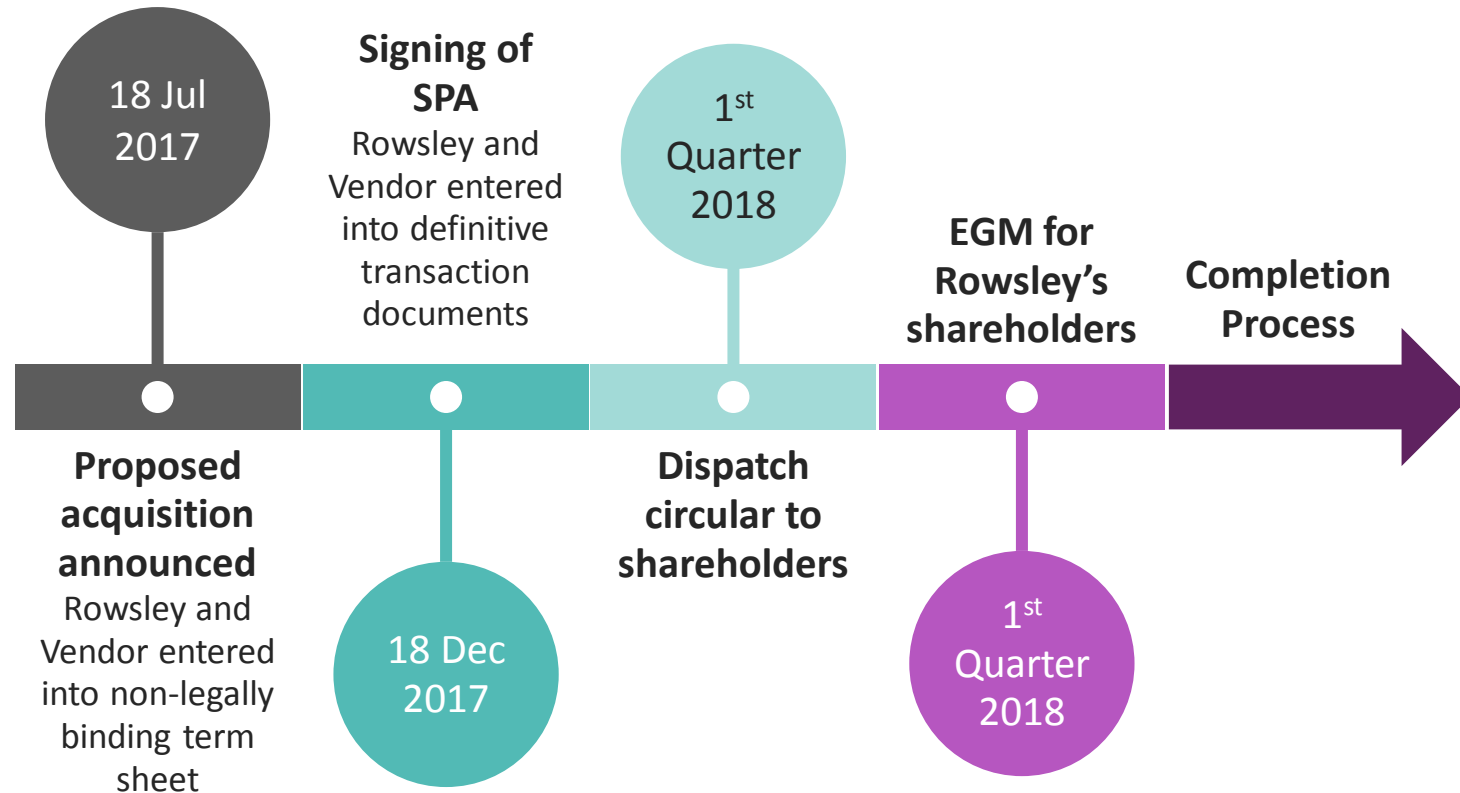 18 Jul
2017
Proposed
acquisition
announced
Rowsley and
Vendor entered
into non-legally
binding term
sheet
Signing of
SPA
Rowsley and
Vendor entered
into definitive
transaction
documents
18 Dec
2017
1st
Quarter
2018
Dispatch
circular to
shareholders
EGM for
Rowsley’s
shareholders
1st
Quarter
2018
Completion
Process